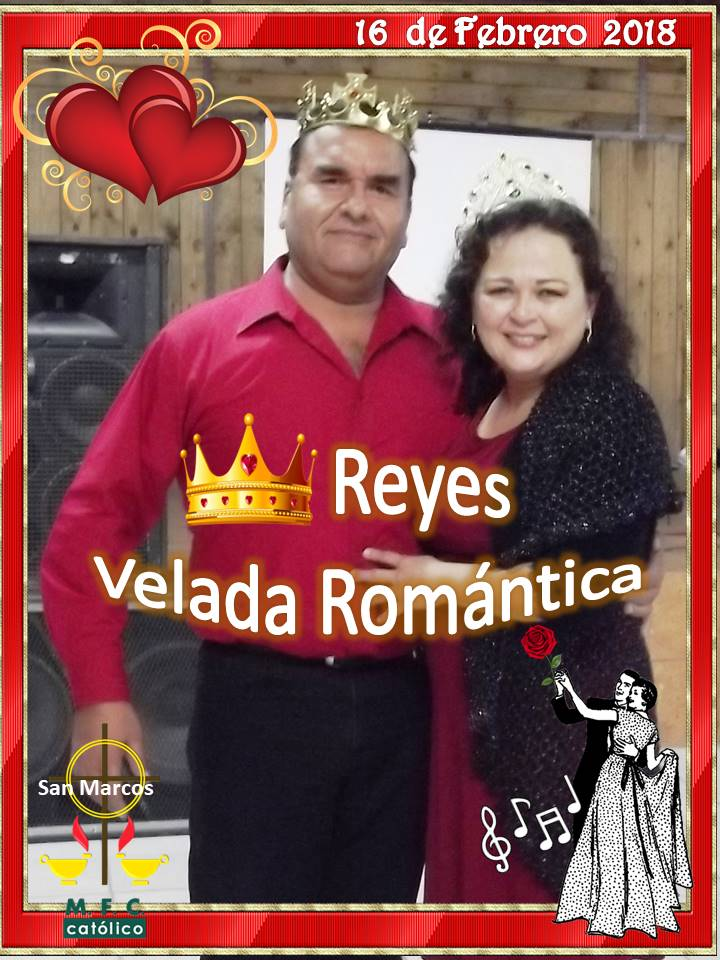 16 de Febrero 2018
Reyes
Velada Romántica
San Marcos
M. F. C.
católico